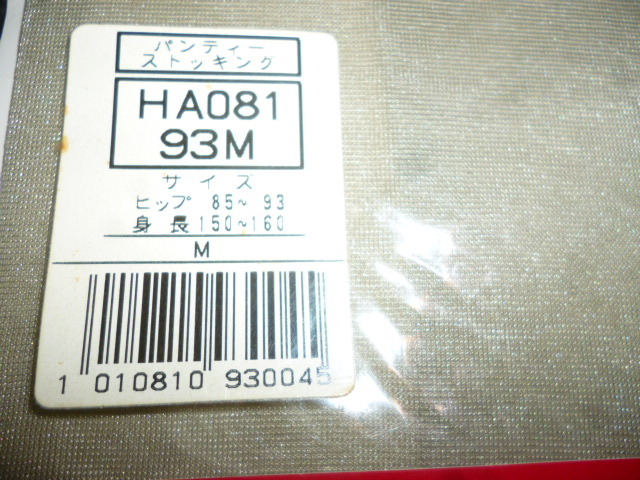 パンティー
ストッキング
HA081
93M
サイズ
ヒップ 85~ 93
身長 150~160
M
1 010810 930045